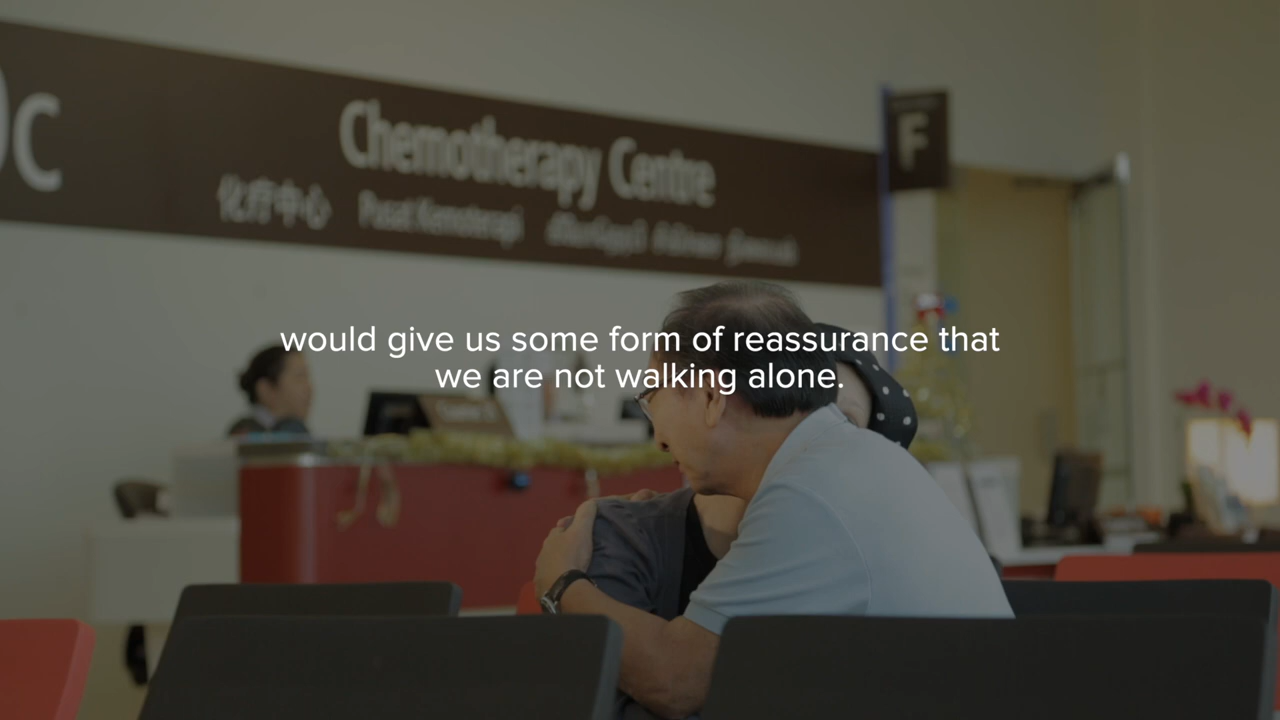 Chemotherapy Centre
化疗中心 Pusat Kemoterapi
F
would give us some form of reassurance that
we are not walking alone.